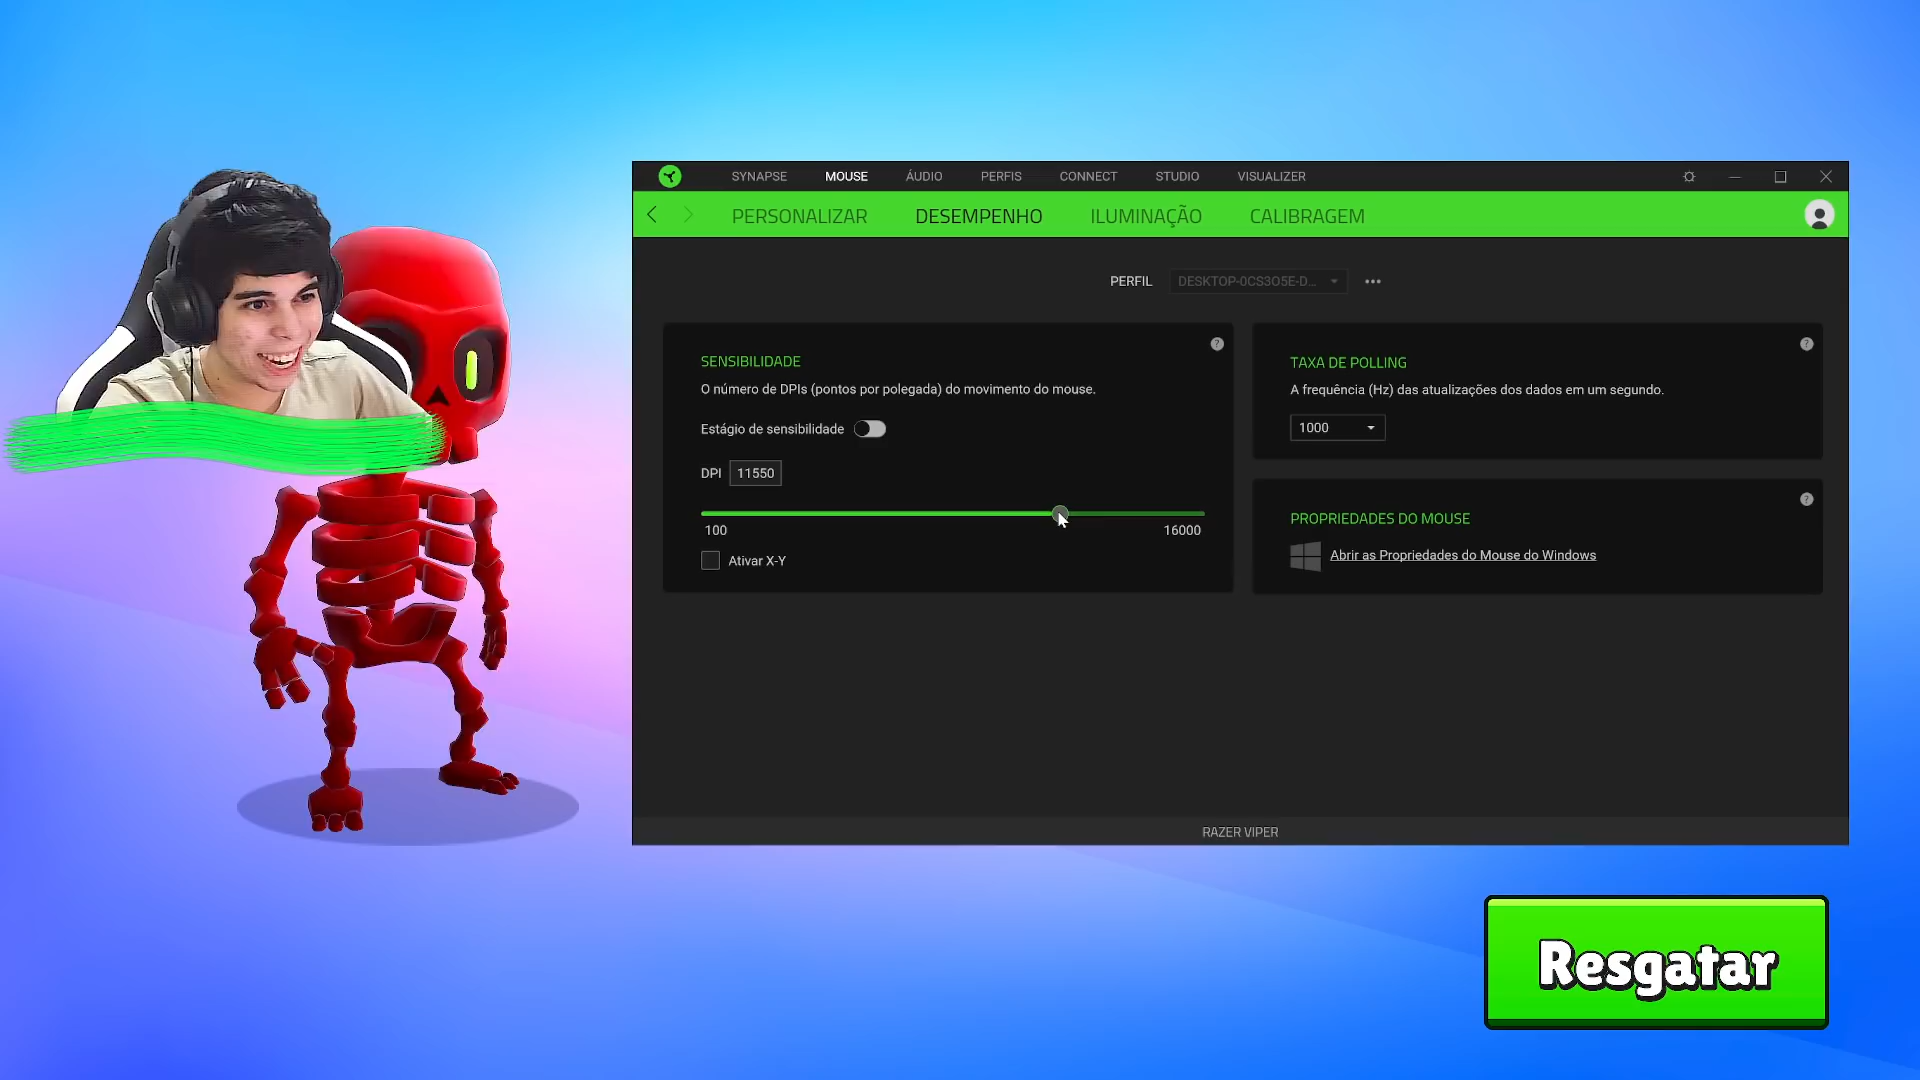 SYNAPSE MOUSE ÁUDIO PERFIS CONNECT STUDIO VISUALIZER
PERSONALIZAR DESEMPENHO ILUMINAÇÃO CALIBRAGEM
PERFIL DESKTOP-0CS3O5E-D...
SENSIBILIDADE
O número de DPIs (pontos por polegada) do movimento do mouse.
Estágio de sensibilidade
DPI 11550
100 16000
Ativar X-Y
TAXA DE POLLING
A frequência (Hz) das atualizações dos dados em um segundo.
1000
PROPRIEDADES DO MOUSE
Abrir as Propriedades do Mouse do Windows
RAZER VIPER
Resgatar